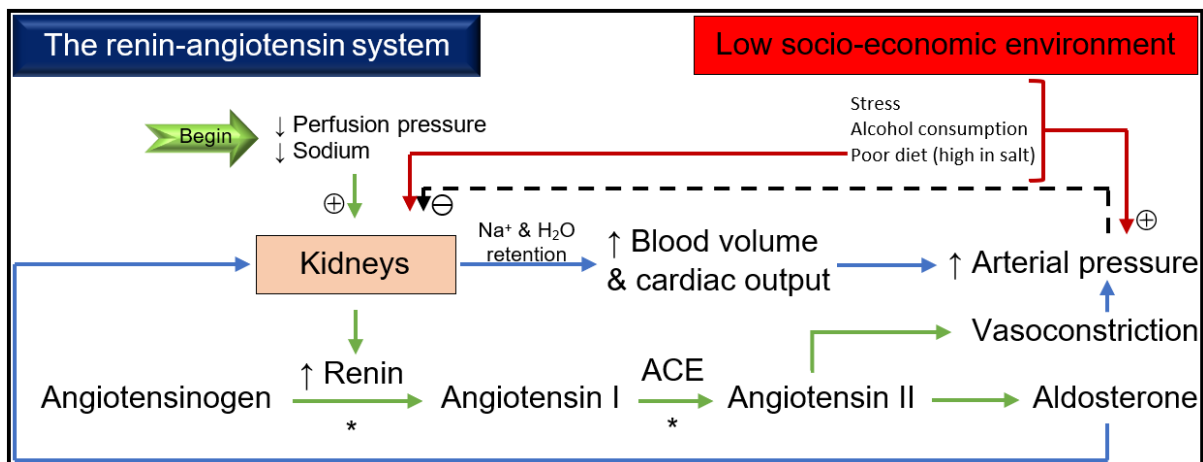 The renin-angiotensin system
Low socio-economic environment
Begin
↓ Perfusion pressure
↓ Sodium
Stress
Alcohol consumption
Poor diet (high in salt)
⊕
⊖
⊕
Kidneys
Na⁺ & H₂O
retention
↑ Blood volume
& cardiac output
↑ Arterial pressure
Vasoconstriction
Angiotensinogen
↑ Renin
*
Angiotensin I
ACE
*
Angiotensin II
Aldosterone